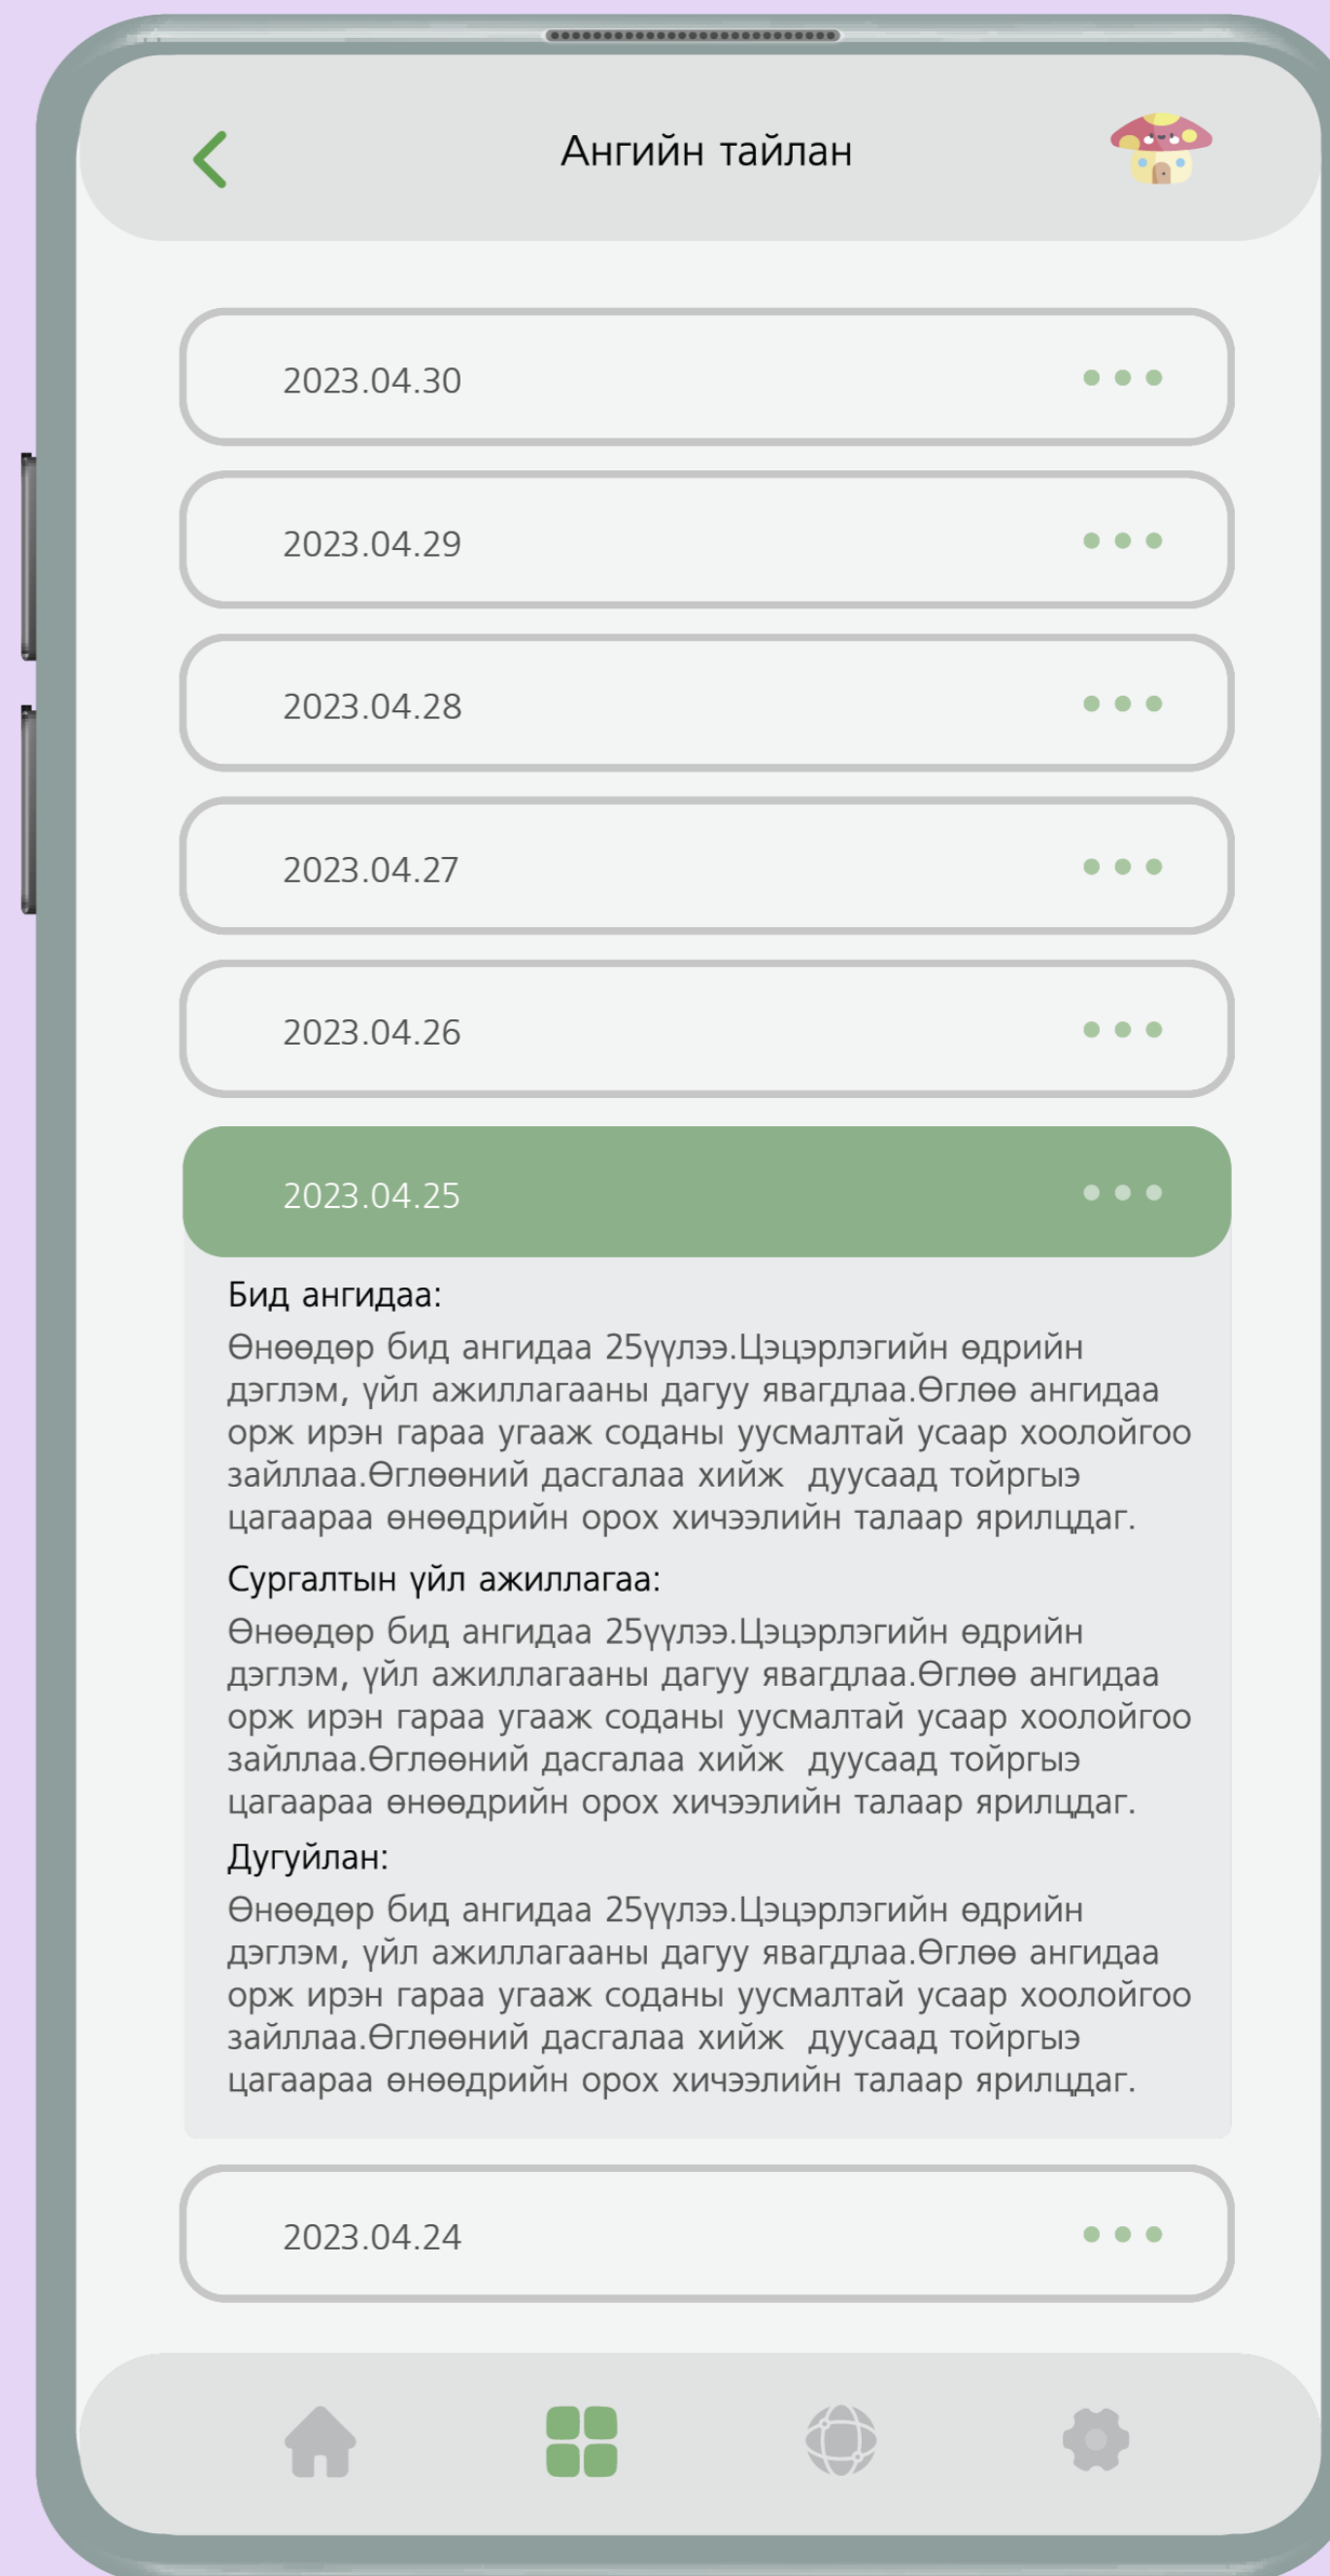 Ангийн тайлан
2023.04.30
2023.04.29
2023.04.28
2023.04.27
2023.04.26
2023.04.25
Бид ангидаа:
Өнөөдөр бид ангидаа 25үүлээ.Цэцэрлэгийн өдрийн
дэглэм, үйл ажиллагааны дагуу явагдлаа.Өглөө ангидаа
орж ирэн гараа угааж соданы уусмалтай усаар хоолойгоо
зайллаа.Өглөөний дасгалаа хийж  дуусаад тойргыэ
цагаараа өнөөдрийн орох хичээлийн талаар ярилцдаг.
Сургалтын үйл ажиллагаа:
Өнөөдөр бид ангидаа 25үүлээ.Цэцэрлэгийн өдрийн
дэглэм, үйл ажиллагааны дагуу явагдлаа.Өглөө ангидаа
орж ирэн гараа угааж соданы уусмалтай усаар хоолойгоо
зайллаа.Өглөөний дасгалаа хийж  дуусаад тойргыэ
цагаараа өнөөдрийн орох хичээлийн талаар ярилцдаг.
Дугуйлан:
Өнөөдөр бид ангидаа 25үүлээ.Цэцэрлэгийн өдрийн
дэглэм, үйл ажиллагааны дагуу явагдлаа.Өглөө ангидаа
орж ирэн гараа угааж соданы уусмалтай усаар хоолойгоо
зайллаа.Өглөөний дасгалаа хийж  дуусаад тойргыэ
цагаараа өнөөдрийн орох хичээлийн талаар ярилцдаг.
2023.04.24